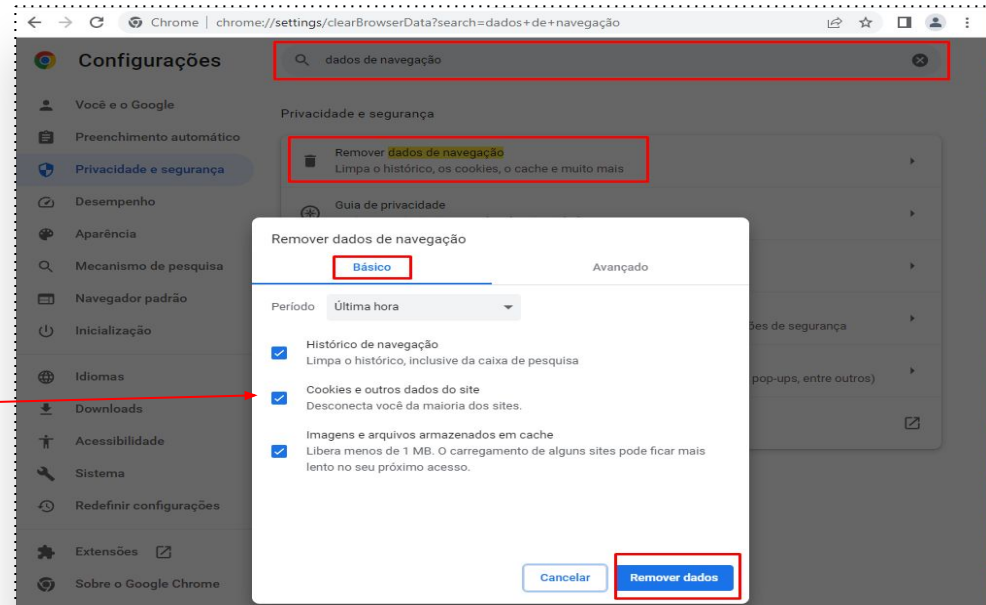 Chrome | chrome://settings/clearBrowserData?search=dados+de+navegação
Configurações
dados de navegação
Você e o Google
Preenchimento automático
Privacidade e segurança
Desempenho
Aparência
Mecanismo de pesquisa
Navegador padrão
Inicialização
Idiomas
Downloads
Acessibilidade
Sistema
Redefinir configurações
Extensões
Sobre o Google Chrome
Privacidade e segurança
Remover dados de navegação
Limpa o histórico, os cookies, o cache e muito mais
Guia de privacidade
de segurança
pop-ups, entre outros)
Remover dados de navegação
Básico
Avançado
Período
Última hora
Histórico de navegação
Limpa o histórico, inclusive da caixa de pesquisa
Cookies e outros dados do site
Desconecta você da maioria dos sites.
Imagens e arquivos armazenados em cache
Libera menos de 1 MB. O carregamento de alguns sites pode ficar mais
lento no seu próximo acesso.
Cancelar
Remover dados